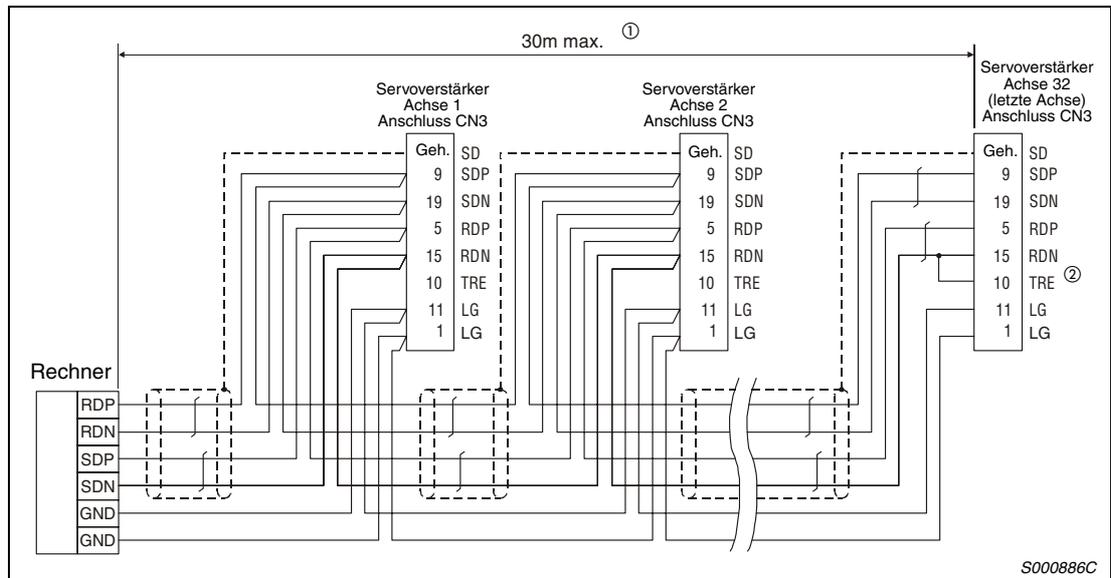 30m max. ①
Servoverstärker
Achse 1
Anschluss CN3
Servoverstärker
Achse 2
Anschluss CN3
Servoverstärker
Achse 32
(letzte Achse)
Anschluss CN3
Geh. SD
9 SDP
19 SDN
5 RDP
15 RDN
10 TRE
11 LG
1 LG
Geh. SD
9 SDP
19 SDN
5 RDP
15 RDN
10 TRE
11 LG
1 LG
Geh. SD
9 SDP
19 SDN
5 RDP
15 RDN
10 TRE ②
11 LG
1 LG
Rechner
RDP
RDN
SDP
SDN
GND
GND
S000886C